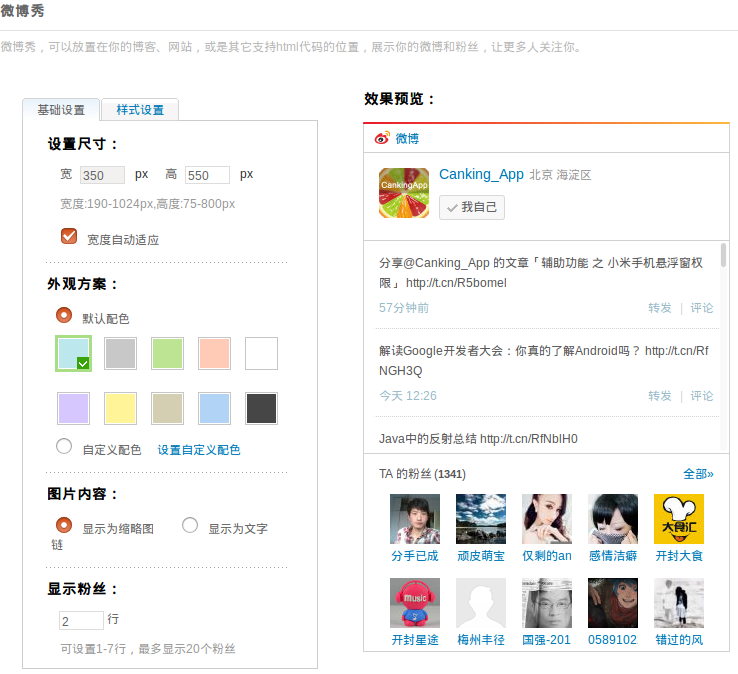 微博秀
微博秀，可以放置在你的博客、网站，或是其它支持html代码的位置，展示你的微博和粉丝，让更多人关注你。
基础设置
样式设置
设置尺寸：
宽 350 px 高 550 px
宽度:190-1024px,高度:75-800px
宽度自动适应
外观方案：
默认配色
自定义配色 设置自定义配色
图片内容：
显示为缩略图 显示为文字
链
显示粉丝：
2 行
可设置1-7行，最多显示20个粉丝
效果预览：
微博
CankingApp
Canking_App 北京 海淀区
我自己
分享@Canking_App 的文章「辅助功能 之 小米手机悬浮窗权
限」 http://t.cn/R5bomel
57分钟前 转发 | 评论
解读Google开发者大会：你真的了解Android吗？ http://t.cn/Rf
NGH3Q
今天 12:26 转发 | 评论
Java中的反射总结 http://t.cn/RfNblH0
TA 的粉丝(1341) 全部»
大食汇
分手已成 顽皮萌宝 仅剩的an 感情洁癖 开封大食
music
开封星途 梅州丰径 国强-201 0589102 错过的风